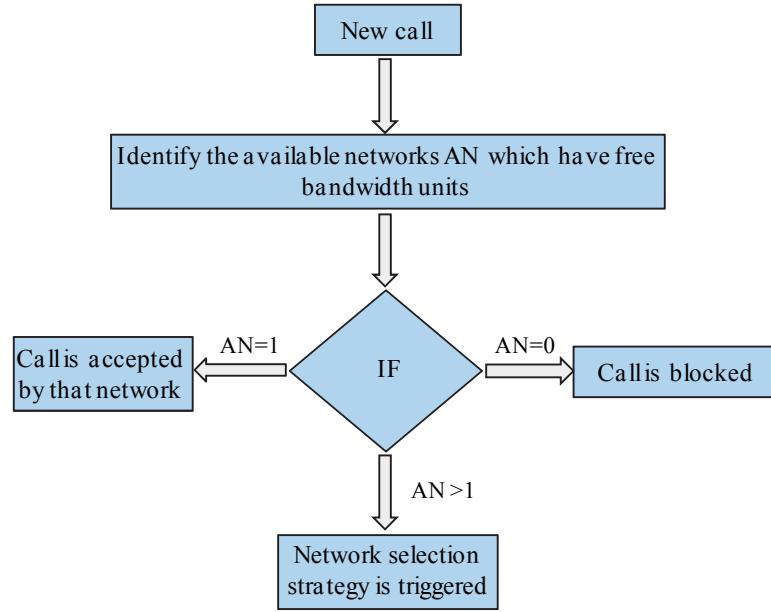 New call
Identify the available networks AN which have free
bandwidth units
Call is accepted
by that network
AN=1
IF
AN=0
Call is blocked
AN >1
Network selection
strategy is triggered